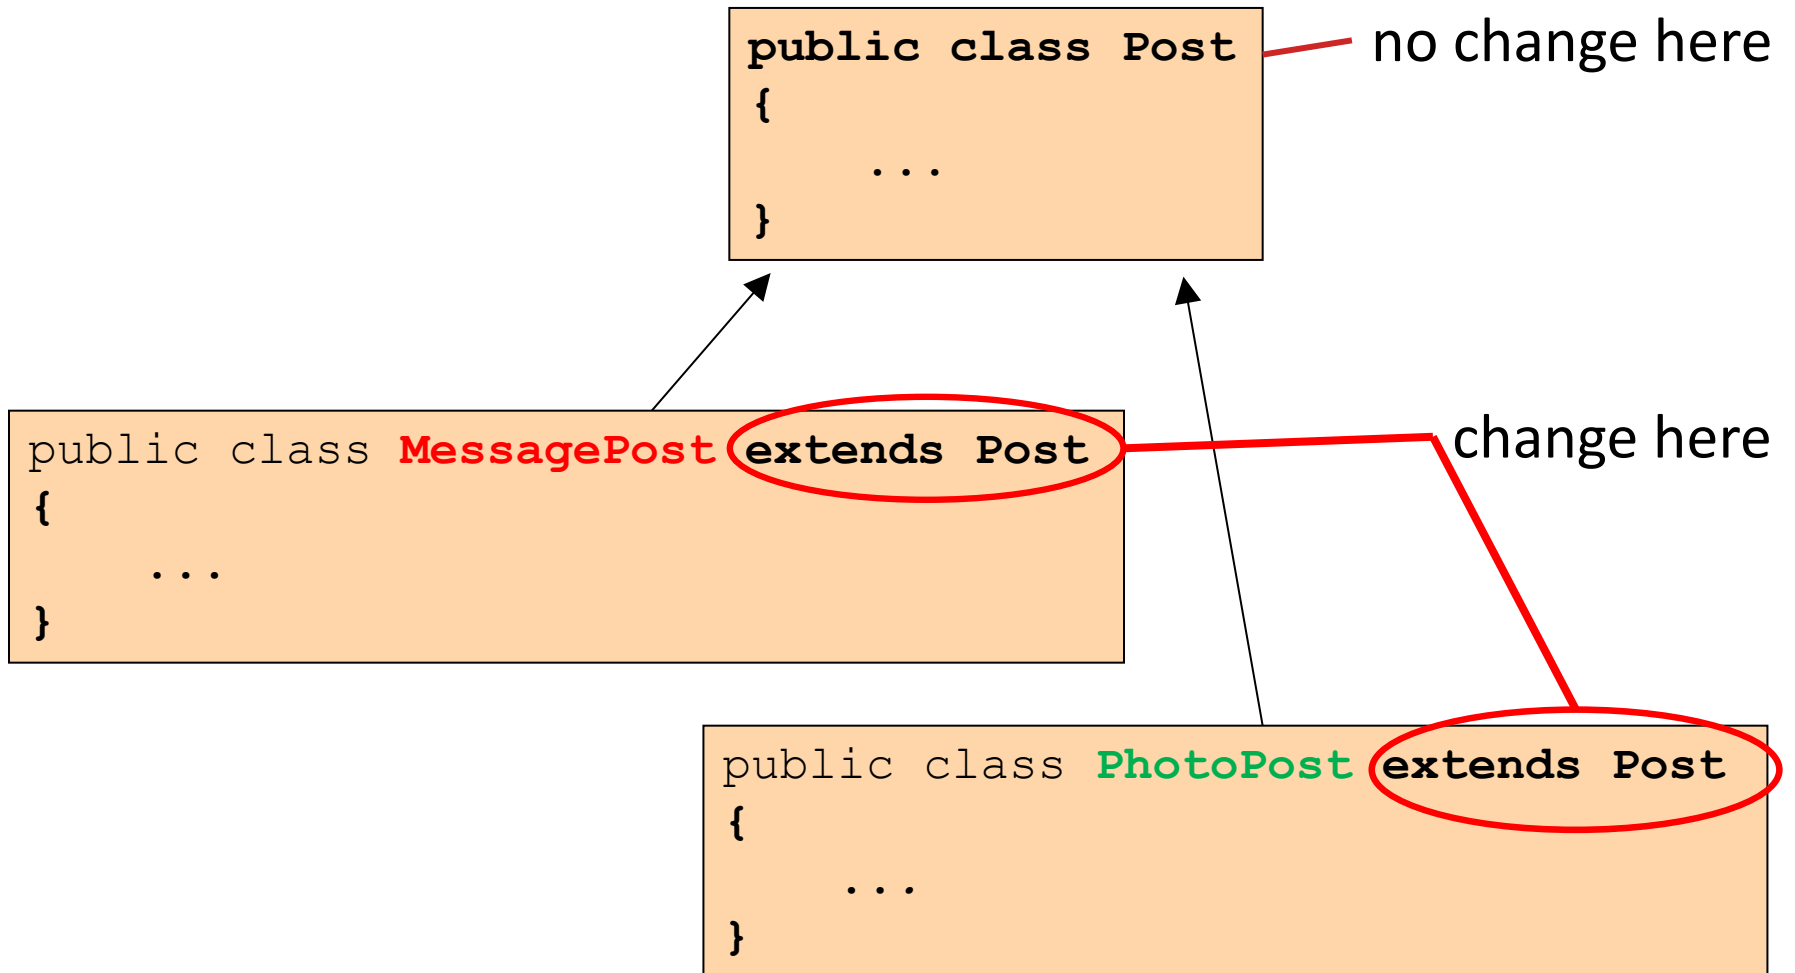 public class Post
{
...
}
no change here
public class MessagePost extends Post
{
...
}
change here
public class PhotoPost extends Post
{
...
}